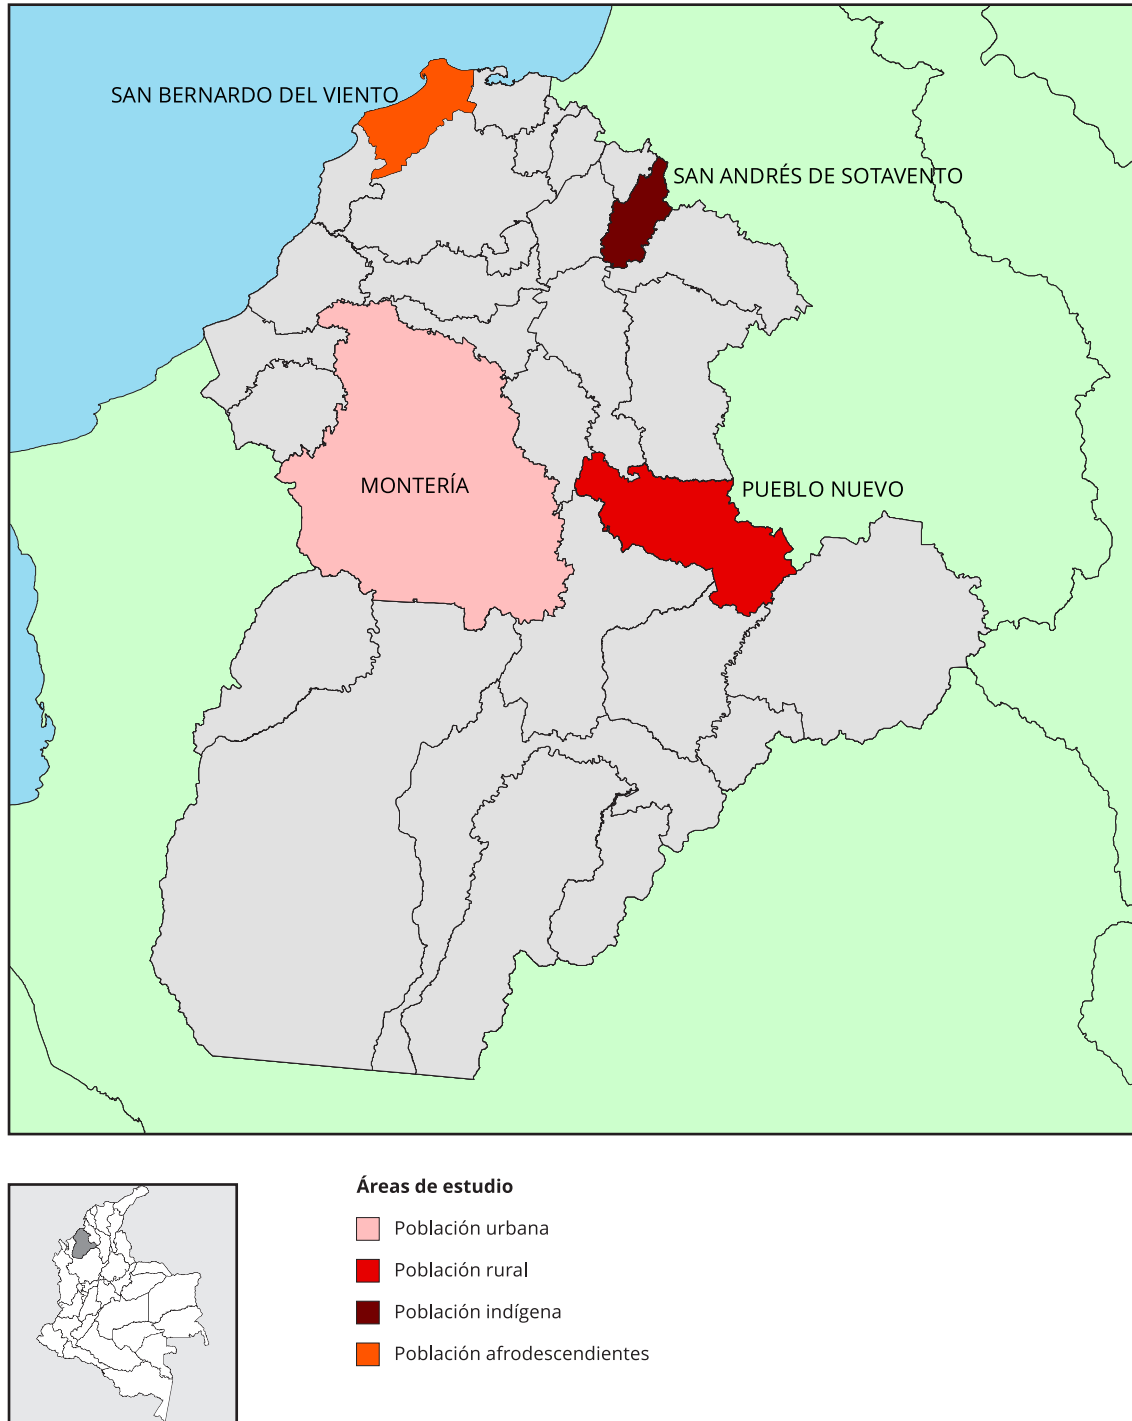 SAN BERNARDO DEL VIENTO
SAN ANDRÉS DE SOTAVENTO
MONTERÍA
PUEBLO NUEVO
Áreas de estudio
Población urbana
Población rural
Población indígena
Población afrodescendientes